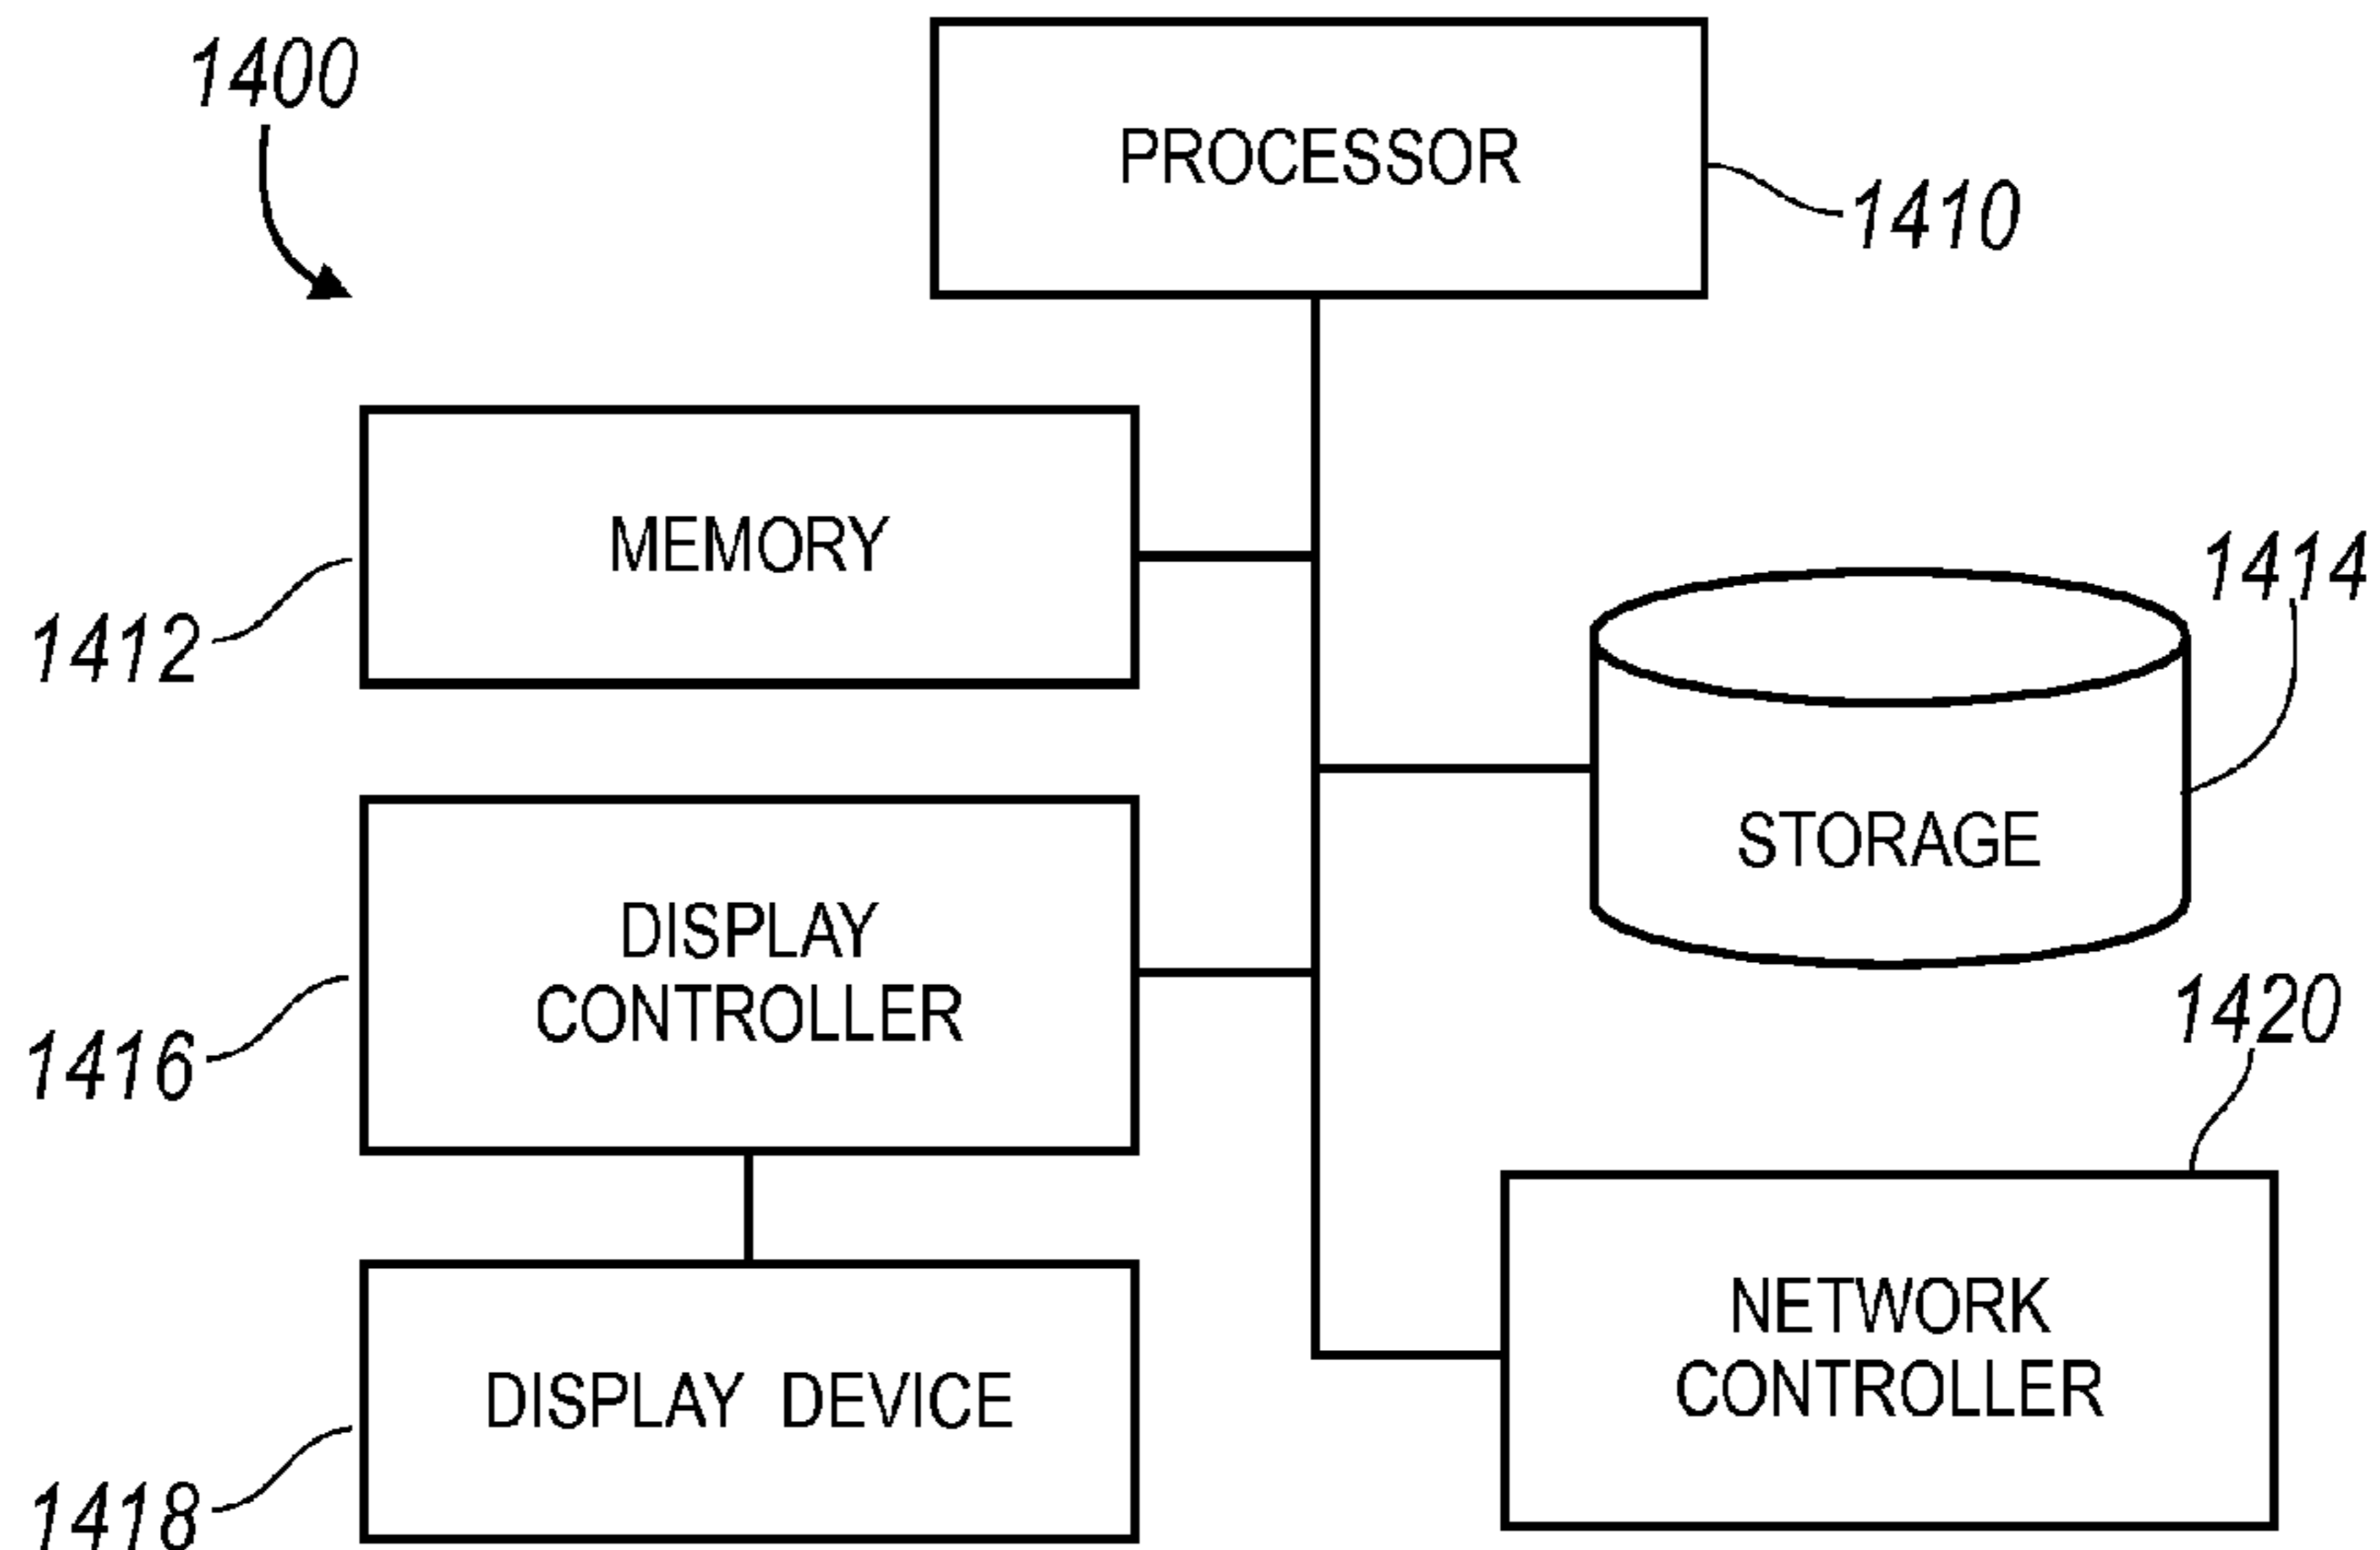 1400
PROCESSOR
1410
MEMORY
1412
1414
STORAGE
DISPLAY
CONTROLLER
1416
1420
NETWORK
CONTROLLER
DISPLAY DEVICE
1418